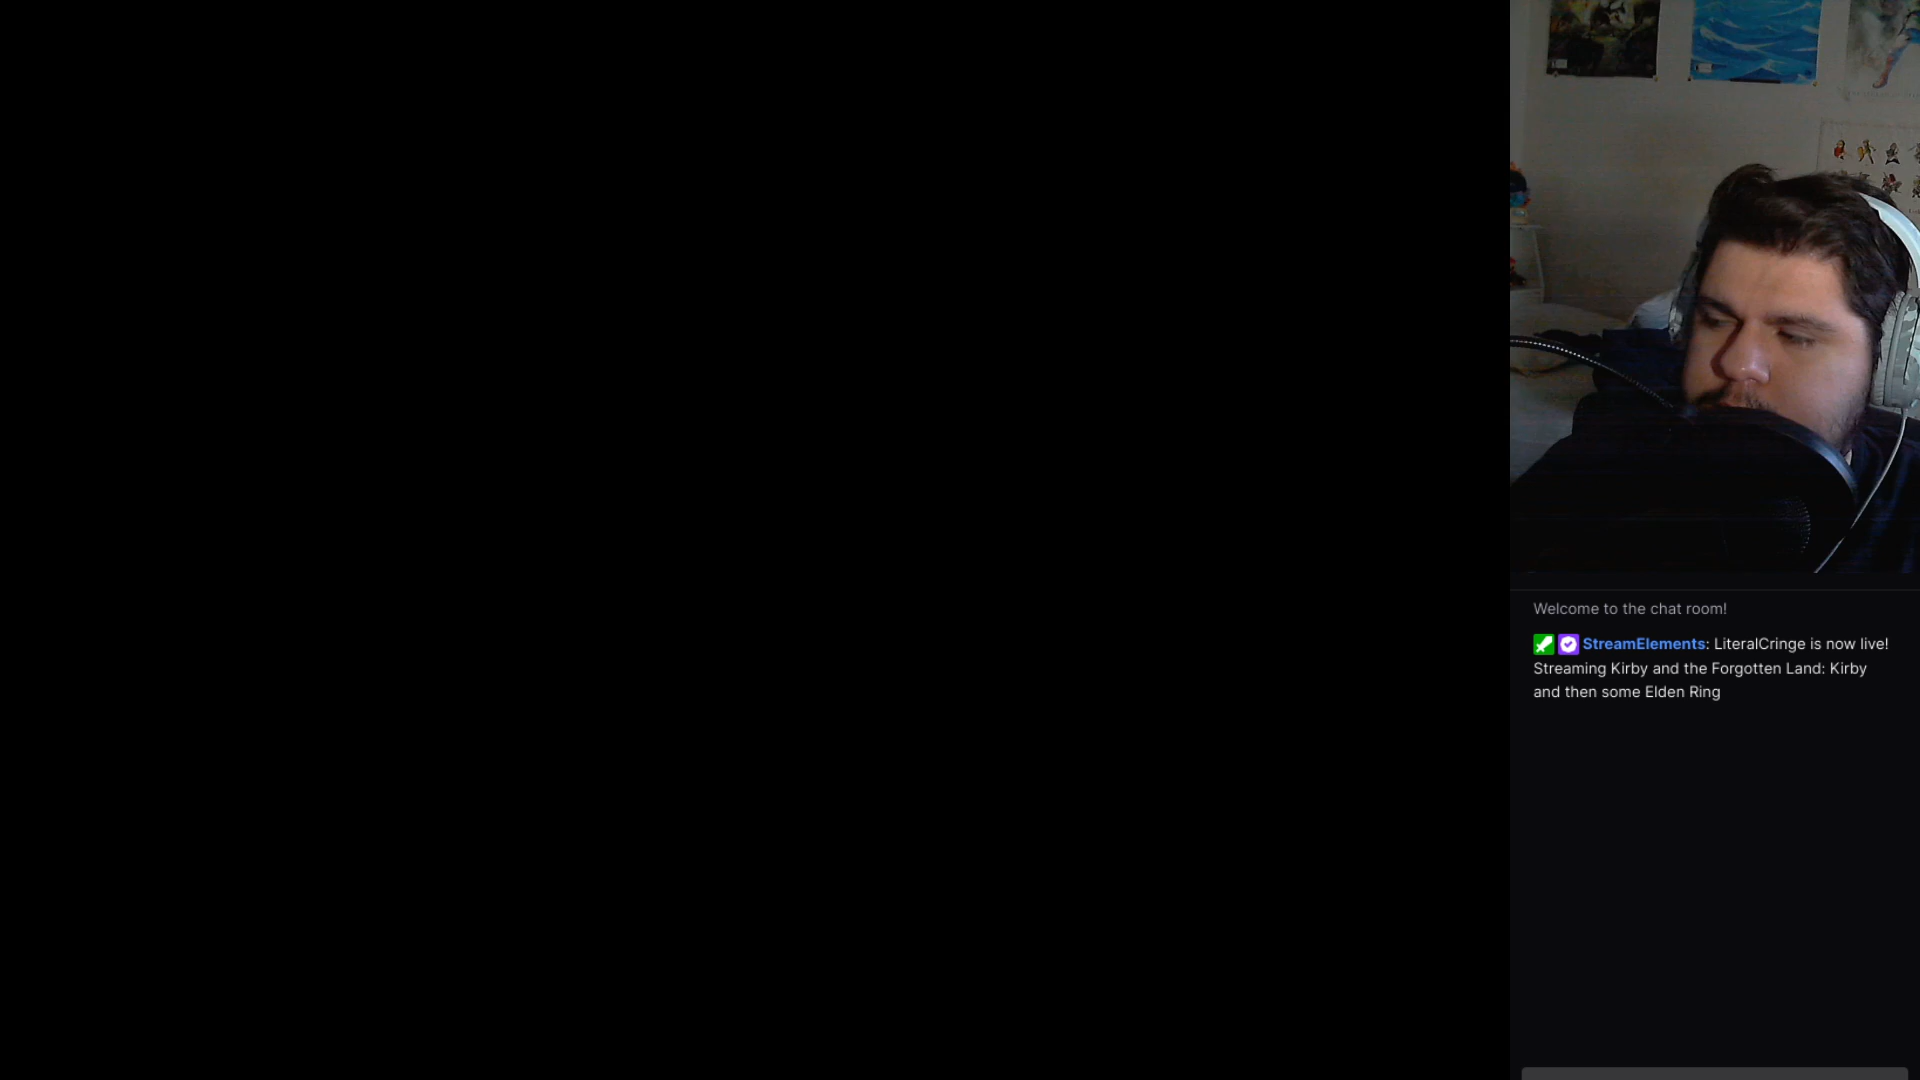 Welcome to the chat room!
StreamElements: LiteralCringe is now live!
Streaming Kirby and the Forgotten Land: Kirby
and then some Elden Ring